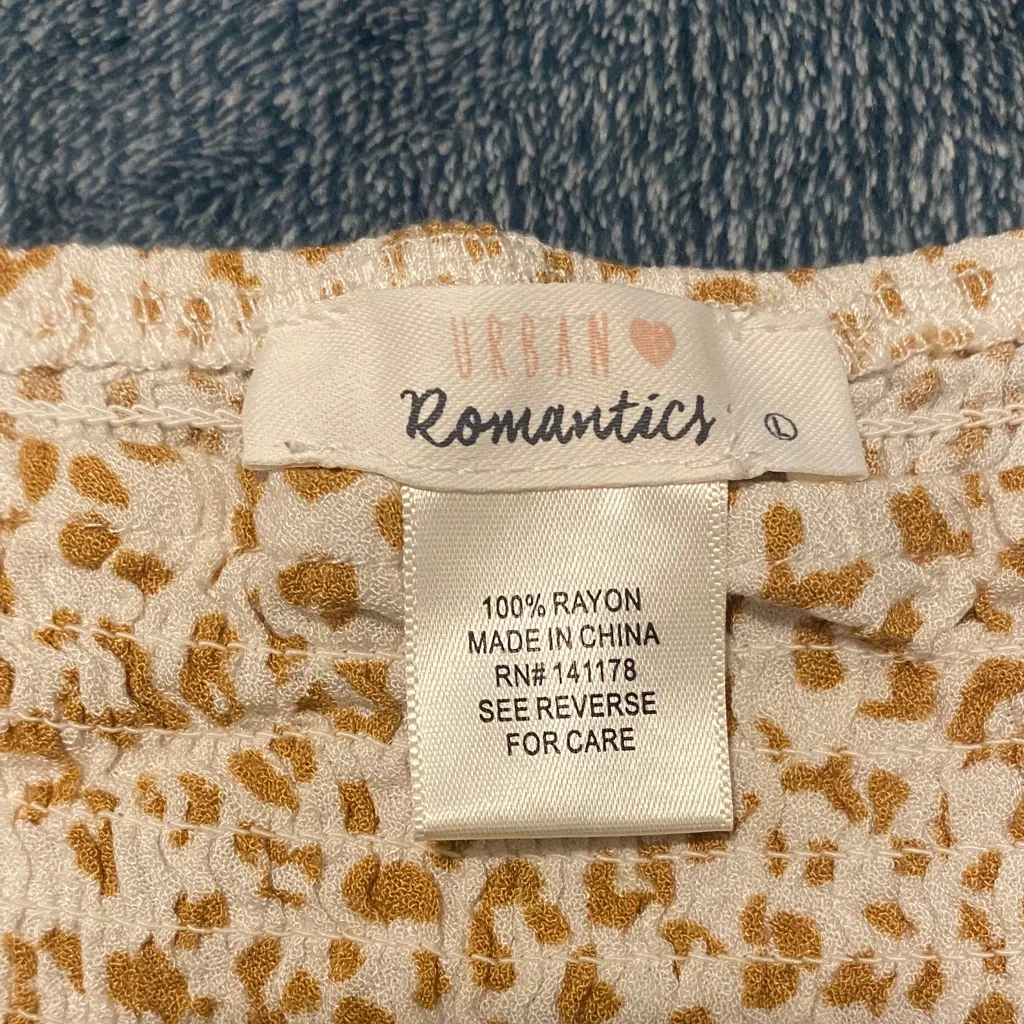 URBAN
Romantics
L
100% RAYON
MADE IN CHINA
RN# 141178
SEE REVERSE
FOR CARE